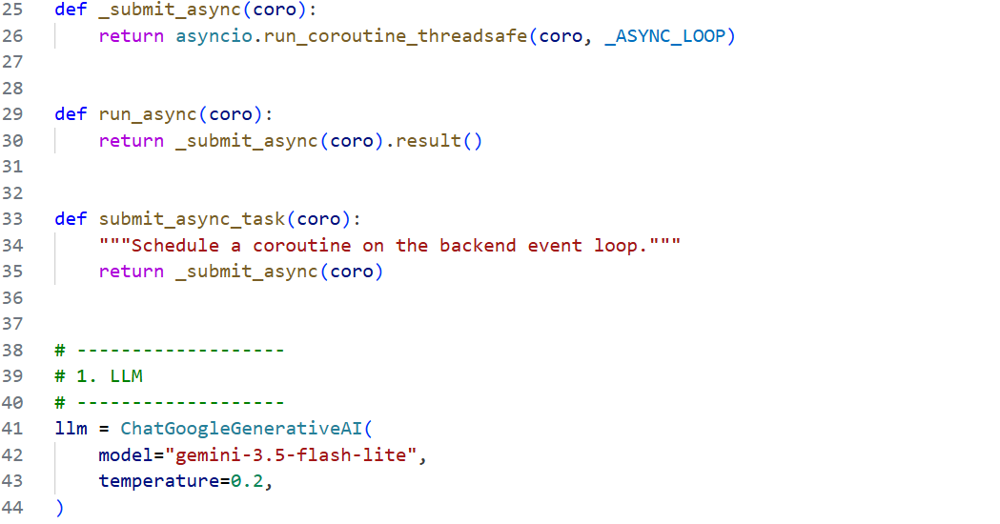 25 def _submit_async(coro):
26     return asyncio.run_coroutine_threadsafe(coro, _ASYNC_LOOP)
27
28
29 def run_async(coro):
30     return _submit_async(coro).result()
31
32
33 def submit_async_task(coro):
34     """Schedule a coroutine on the backend event loop."""
35     return _submit_async(coro)
36
37
38 # -------------------
39 # 1. LLM
40 # -------------------
41 llm = ChatGoogleGenerativeAI(
42     model="gemini-3.5-flash-lite",
43     temperature=0.2,
44 )